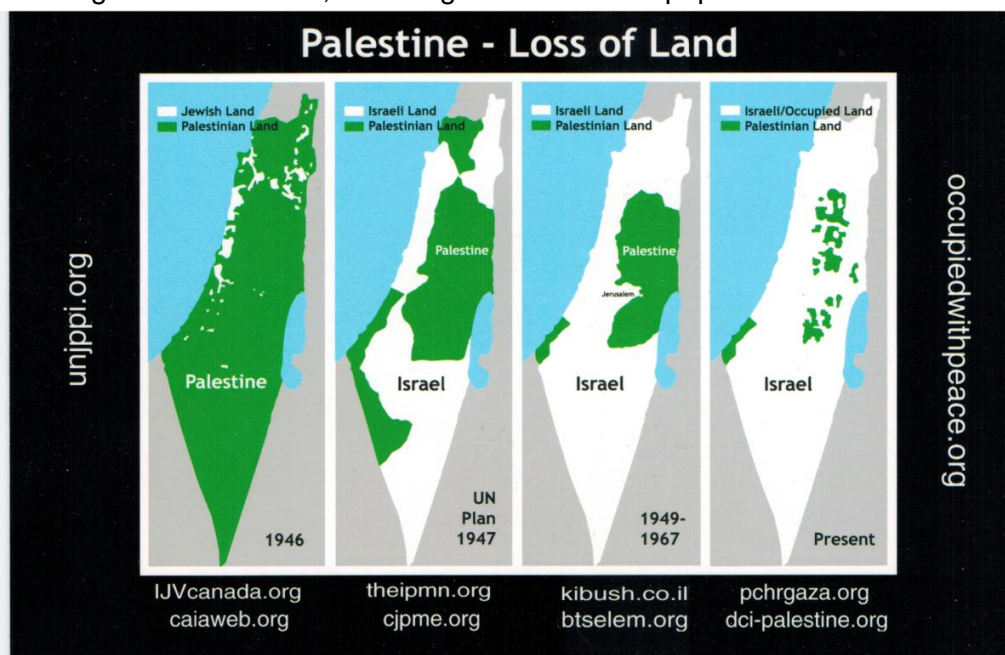 Palestine - Loss of Land
Jewish Land
Palestinian Land
Palestine
1946
Israeli Land
Palestinian Land
Palestine
Israel
UN
Plan
1947
Israeli Land
Palestinian Land
Palestine
Jerusalem
Israel
1949-
1967
Israeli/Occupied Land
Palestinian Land
Israel
Present
unjppi.org
occupiedwithpeace.org
IJVcanada.org
theipmn.org
kibush.co.il
pchrgaza.org
caiaweb.org
cjpme.org
btselem.org
dci-palestine.org